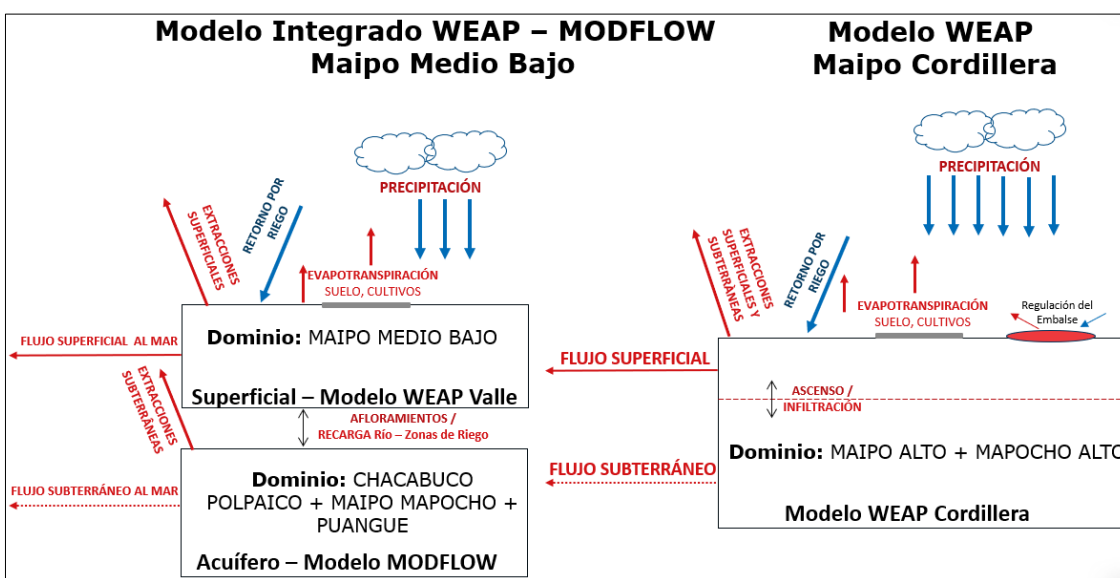 Modelo Integrado WEAP – MODFLOW
Maipo Medio Bajo
Modelo WEAP
Maipo Cordillera
PRECIPITACIÓN
EXTRACCIONES
SUPERFICIALES
RETORNO POR
RIEGO
EVAPOTRANSPIRACIÓN
SUELO, CULTIVOS
Dominio: MAIPO MEDIO BAJO
Superficial – Modelo WEAP Valle
FLUJO SUPERFICIAL AL MAR
EXTRACCIONES
SUBTERRÂNEAS
AFLORAMIENTOS /
RECARGA Río – Zonas de Riego
Dominio: CHACABUCO
POLPAICO + MAIPO MAPOCHO +
PUANGUE
Acuífero – Modelo MODFLOW
FLUJO SUBTERRÁNEO AL MAR
FLUJO SUPERFICIAL
FLUJO SUBTERRÁNEO
PRECIPITACIÓN
EXTRACCIONES
SUPERFICIALES Y
SUBTERRÂNEAS
RETORNO POR
RIEGO
EVAPOTRANSPIRACIÓN
SUELO, CULTIVOS
Regulación del
Embalse
ASCENSO /
INFILTRACIÓN
Dominio: MAIPO ALTO + MAPOCHO ALTO
Modelo WEAP Cordillera